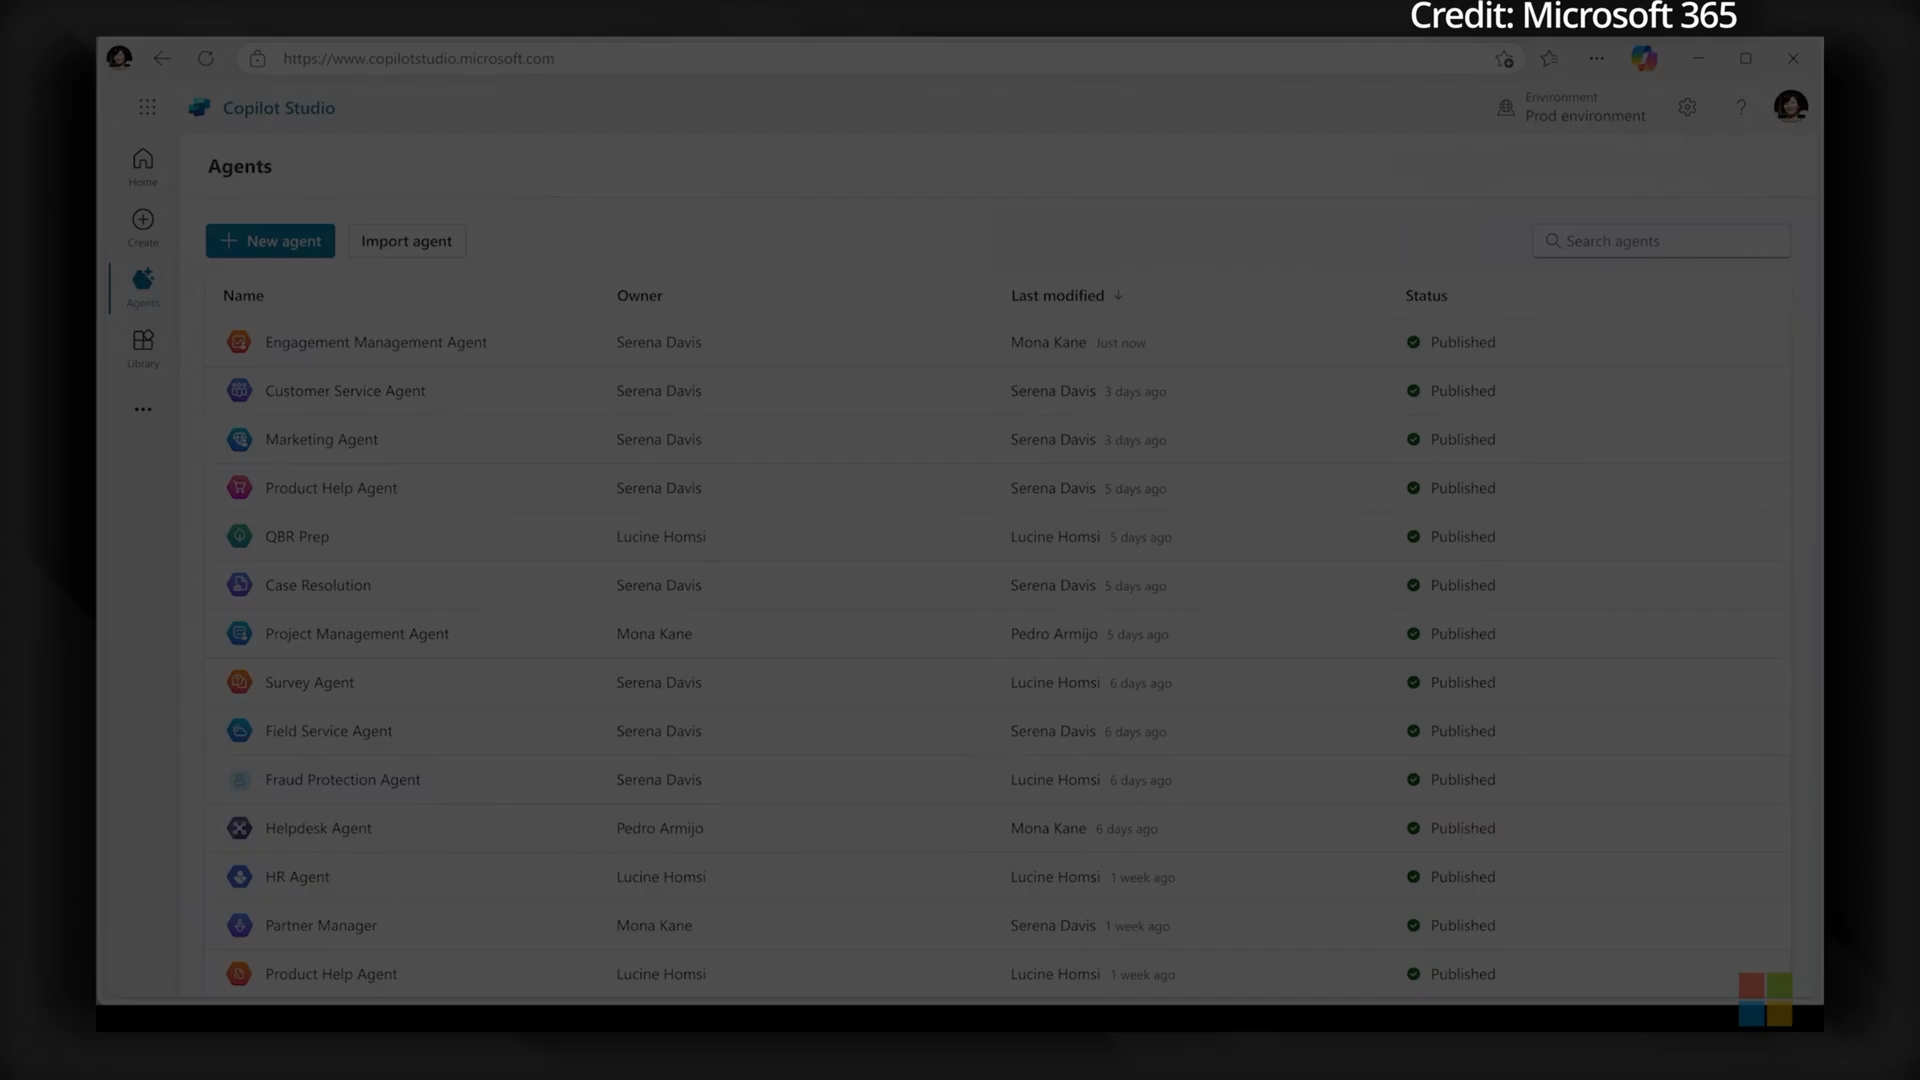 Credit: Microsoft 365
https://www.copilotstudio.microsoft.com
Copilot Studio
Environment
Prod environment
?
Home
Create
Agents
Library
Agents
New agent
Import agent
Search agents
Name Owner Last modified Status
Engagement Management Agent Serena Davis Mona Kane Just now Published
Customer Service Agent Serena Davis Serena Davis 3 days ago Published
Marketing Agent Serena Davis Serena Davis 3 days ago Published
Product Help Agent Serena Davis Serena Davis 5 days ago Published
QBR Prep Lucine Homsi Lucine Homsi 5 days ago Published
Case Resolution Serena Davis Serena Davis 5 days ago Published
Project Management Agent Mona Kane Pedro Armijo 5 days ago Published
Survey Agent Serena Davis Lucine Homsi 6 days ago Published
Field Service Agent Serena Davis Serena Davis 6 days ago Published
Fraud Protection Agent Serena Davis Lucine Homsi 6 days ago Published
Helpdesk Agent Pedro Armijo Mona Kane 6 days ago Published
HR Agent Lucine Homsi Lucine Homsi 1 week ago Published
Partner Manager Mona Kane Serena Davis 1 week ago Published
Product Help Agent Lucine Homsi Lucine Homsi 1 week ago Published